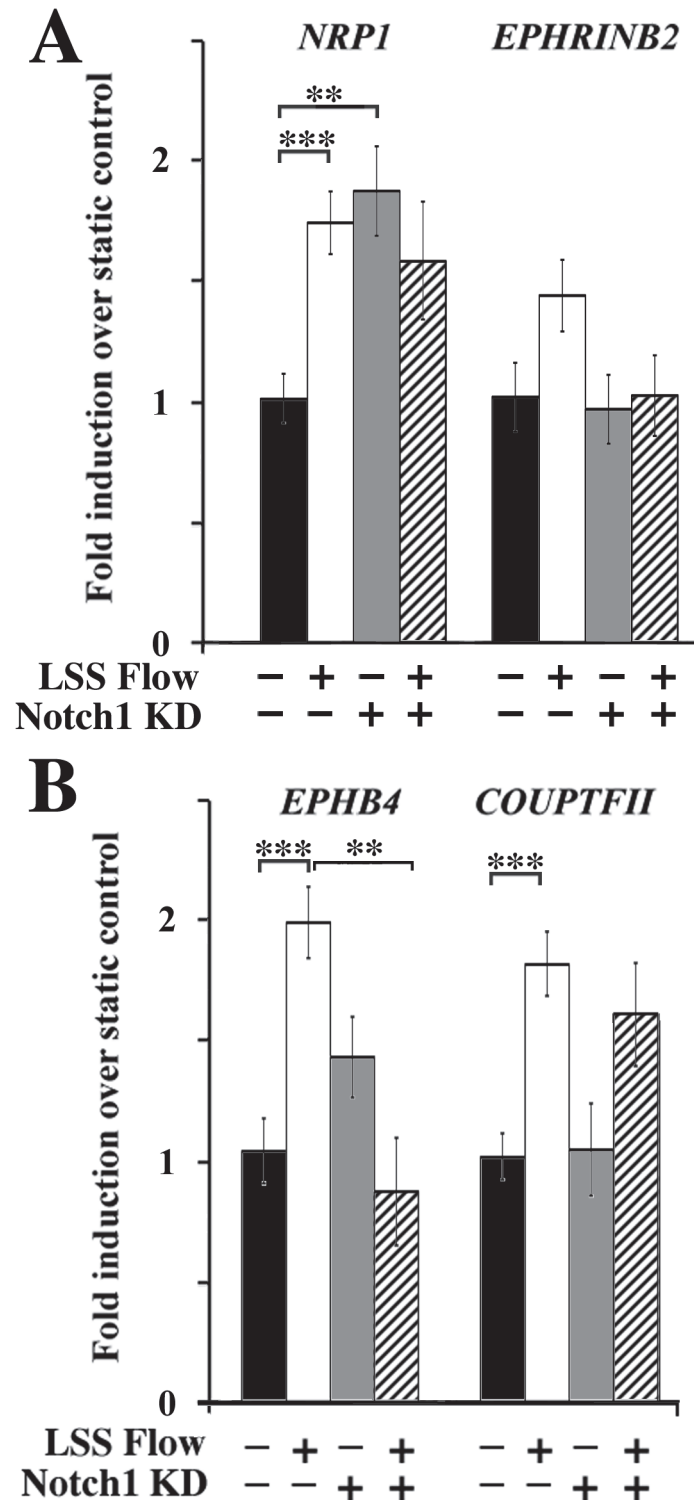 A
NRP1 EPHRINB2
Fold induction over static control
** 
***
2
1
0
LSS Flow − + − + − + − +
Notch1 KD − − + + − − + +
B
EPHB4 COUPTFII
Fold induction over static control
*** ** ***
2
1
0
LSS Flow − + − + − + − +
Notch1 KD − − + + − − + +